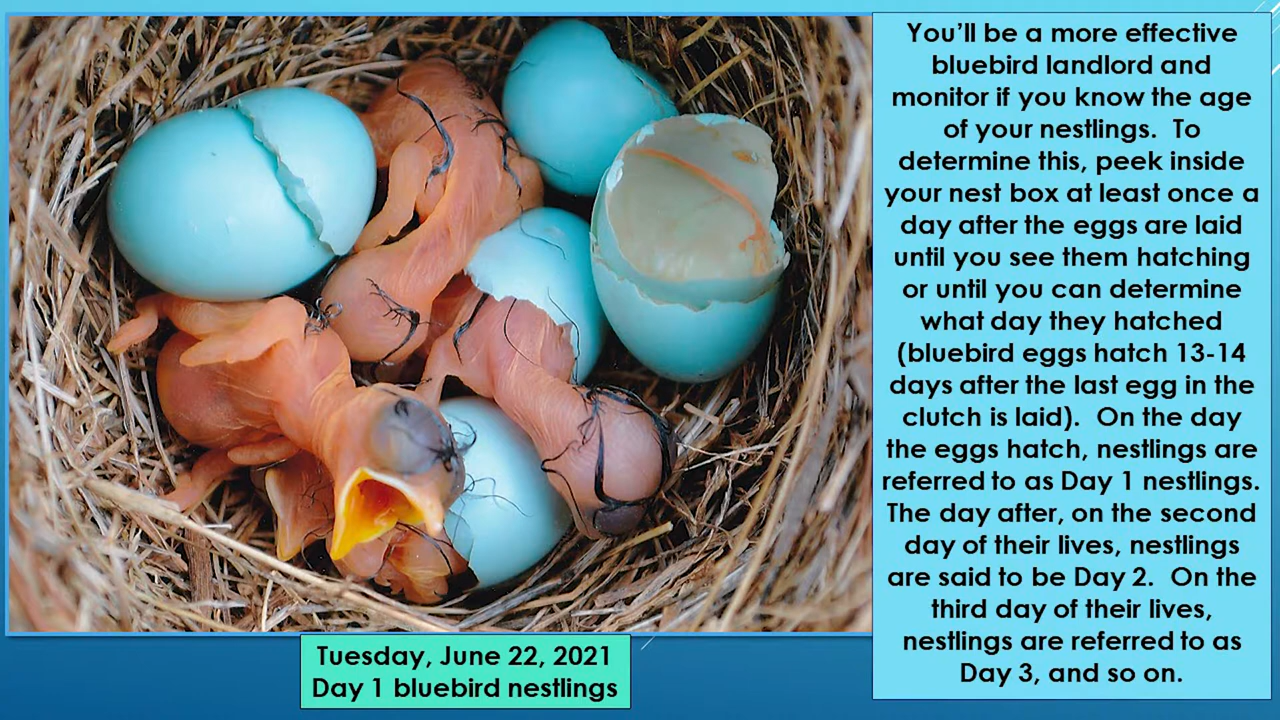 You’ll be a more effective
bluebird landlord and
monitor if you know the age
of your nestlings.  To
determine this, peek inside
your nest box at least once a
day after the eggs are laid
until you see them hatching
or until you can determine
what day they hatched
(bluebird eggs hatch 13-14
days after the last egg in the
clutch is laid).  On the day
the eggs hatch, nestlings are
referred to as Day 1 nestlings.
The day after, on the second
day of their lives, nestlings
are said to be Day 2.  On the
third day of their lives,
nestlings are referred to as
Day 3, and so on.
Tuesday, June 22, 2021
Day 1 bluebird nestlings